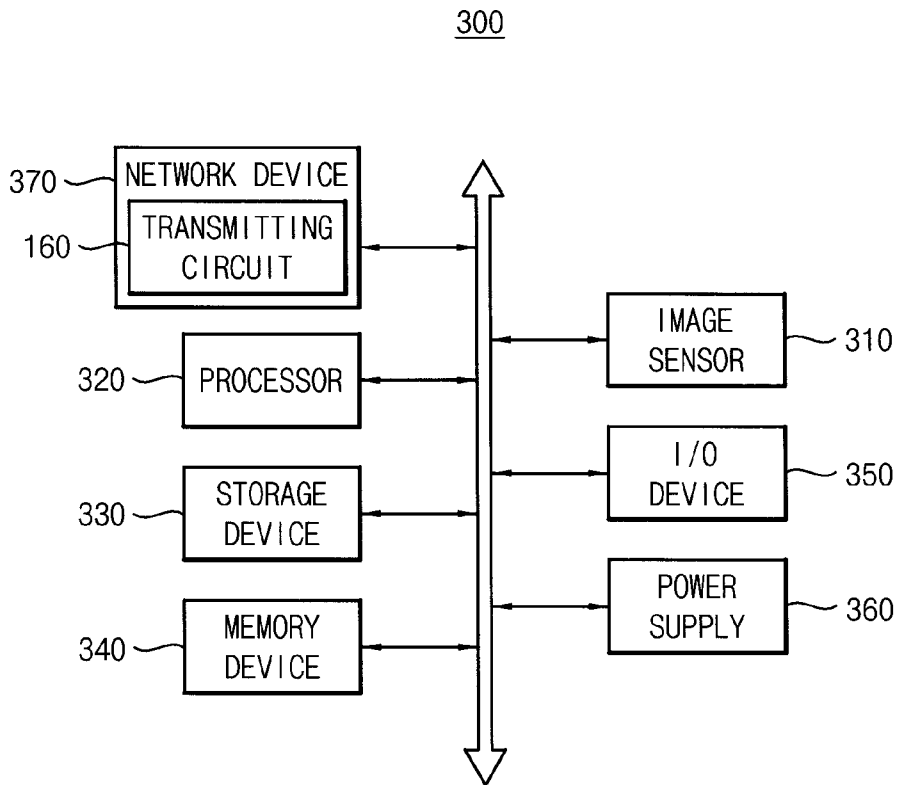 300
370
NETWORK DEVICE
160
TRANSMITTING
CIRCUIT
320
PROCESSOR
330
STORAGE
DEVICE
340
MEMORY
DEVICE
IMAGE
SENSOR
310
I/O
DEVICE
350
POWER
SUPPLY
360